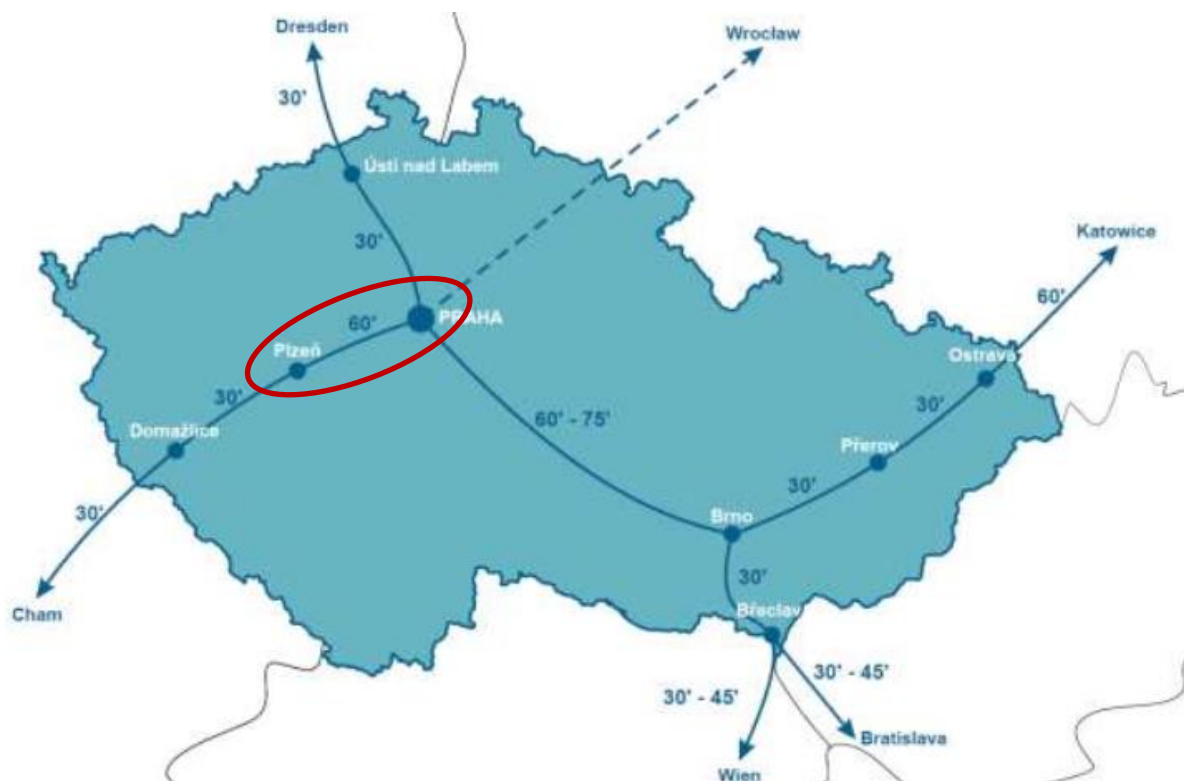 Dresden
Wrocław
30'
Ústí nad Labem
30'
Katowice
60'
60'
PRAHA
Plzeň
Ostrava
30'
60' - 75'
30'
Domažlice
Přerov
30'
30'
Brno
30'
Cham
Břeclav
30' - 45'
30' - 45'
Bratislava
Wien